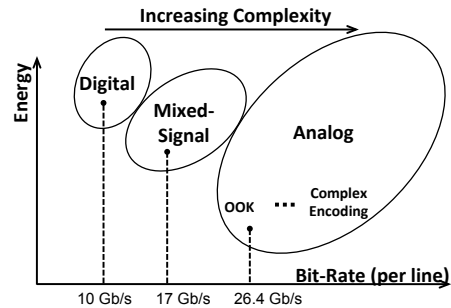 Increasing Complexity
Energy
Digital
Mixed-
Signal
Analog
OOK
Complex
Encoding
Bit-Rate (per line)
10 Gb/s
17 Gb/s
26.4 Gb/s